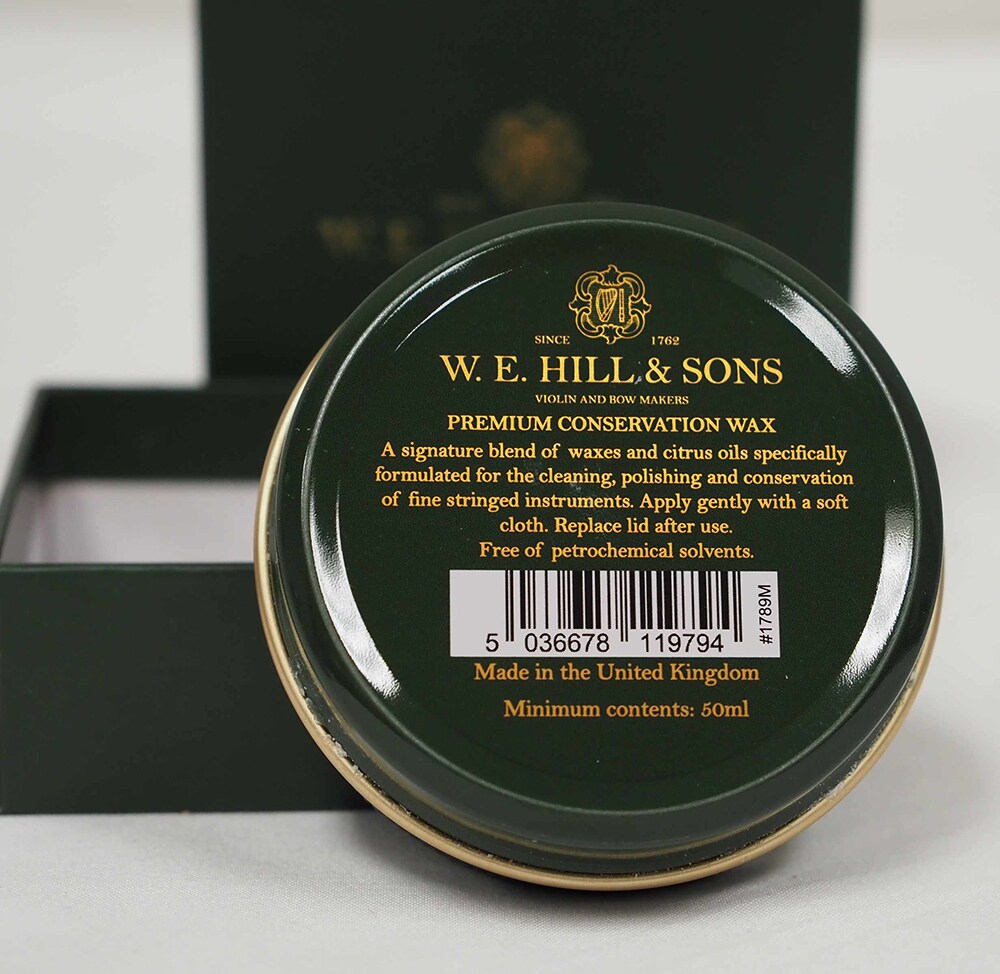 W. E.
SINCE 1762
W. E. HILL & SONS
VIOLIN AND BOW MAKERS
PREMIUM CONSERVATION WAX
A signature blend of waxes and citrus oils specifically
formulated for the cleaning, polishing and conservation
of fine stringed instruments. Apply gently with a soft
cloth. Replace lid after use.
Free of petrochemical solvents.
5 036678 119794
#1789M
Made in the United Kingdom
Minimum contents: 50ml